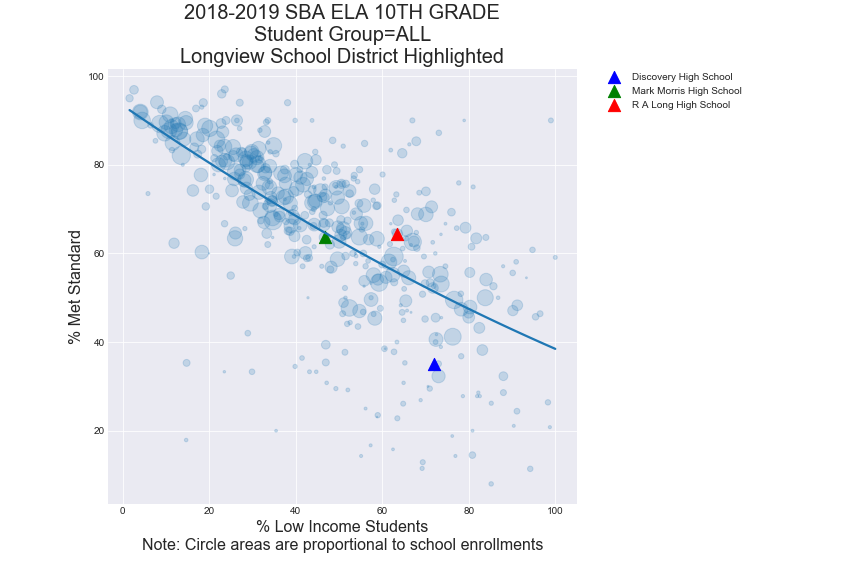 2018-2019 SBA ELA 10TH GRADE
Student Group=ALL
Longview School District Highlighted
Discovery High School
Mark Morris High School
R A Long High School
% Met Standard
100
80
60
40
20
0 20 40 60 80 100
% Low Income Students
Note: Circle areas are proportional to school enrollments